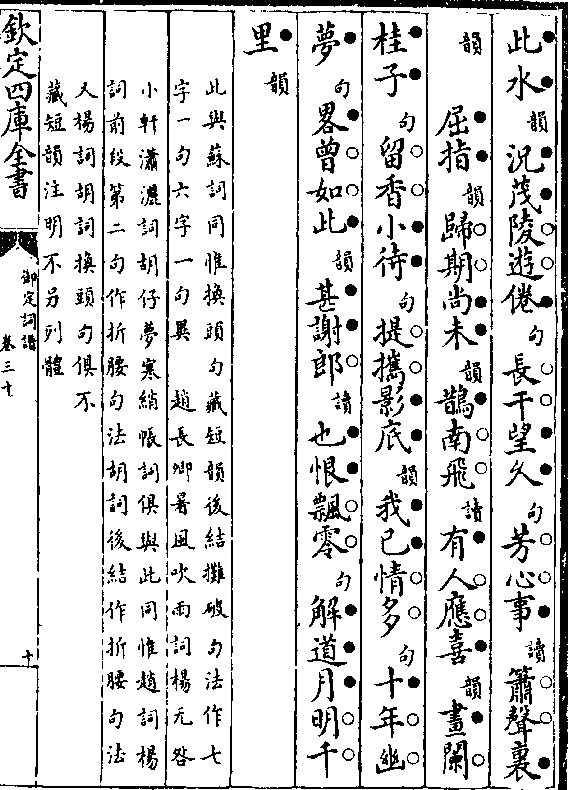 此水韻況茂陵遊倦句長干望久句芳心事讀簫聲裏
韻屈指韻歸期尚未韻鵲南飛讀有人應喜韻畫闌
桂子句留香小待句提攜影底韻我已情多句十年幽
夢句畧曾如此韻甚謝郎讀也恨飄零句解道月明千
里韻
此與蘇詞同惟換頭句藏短韻後結攤破句法作七
字一句六字一句異　趙長卿暑風吹雨詞楊无咎
小軒瀟灑詞胡仔夢寒綃帳詞俱與此同惟趙詞楊
詞前段第二句作折腰句法胡詞後結作折腰句法
又楊詞胡詞換頭句俱不
藏短韻注明不另列體
欽定四庫全書
御定詞譜
卷三十
十